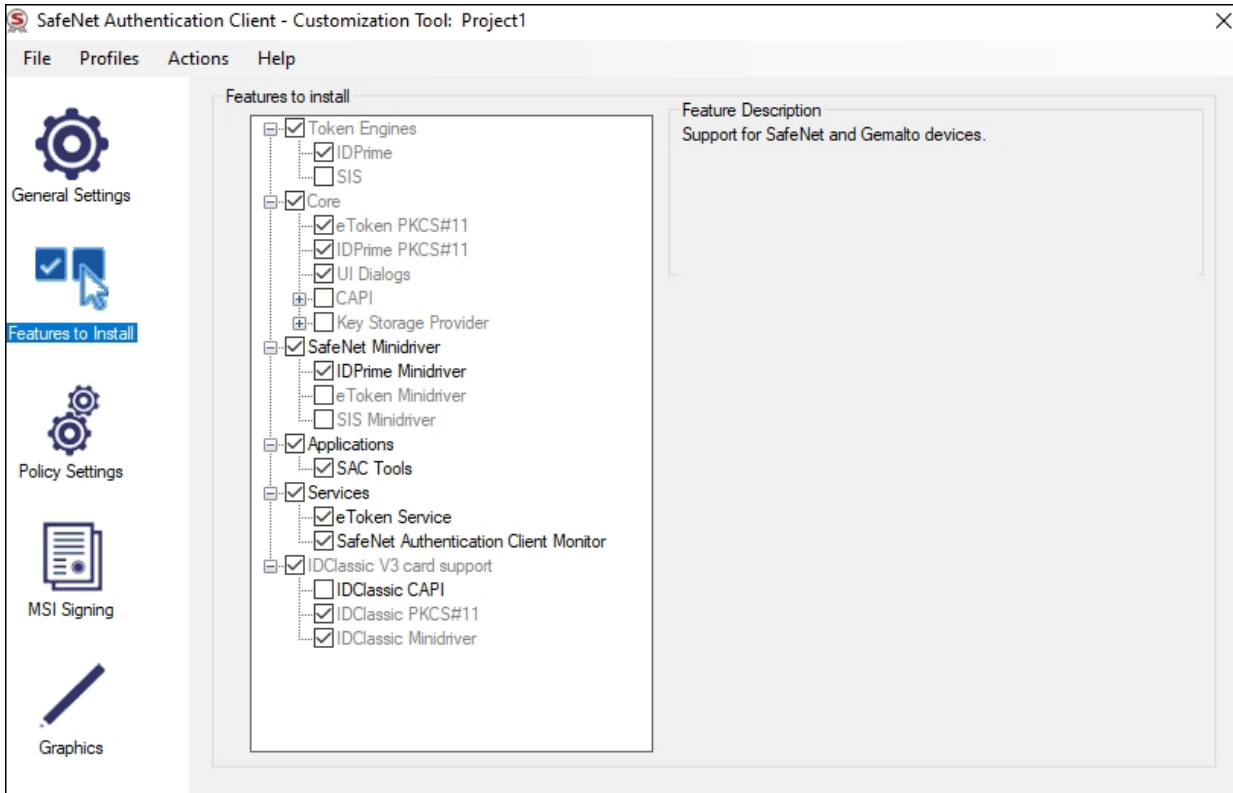 SafeNet Authentication Client - Customization Tool: Project1
File Profiles Actions Help
General Settings
Features to Install
Policy Settings
MSI Signing
Graphics
Features to install
Token Engines
IDPrime
SIS
Core
eToken PKCS#11
IDPrime PKCS#11
UI Dialogs
CAPI
Key Storage Provider
SafeNet Minidriver
IDPrime Minidriver
eToken Minidriver
SIS Minidriver
Applications
SAC Tools
Services
eToken Service
SafeNet Authentication Client Monitor
IDClassic V3 card support
IDClassic CAPI
IDClassic PKCS#11
IDClassic Minidriver
Feature Description
Support for SafeNet and Gemalto devices.